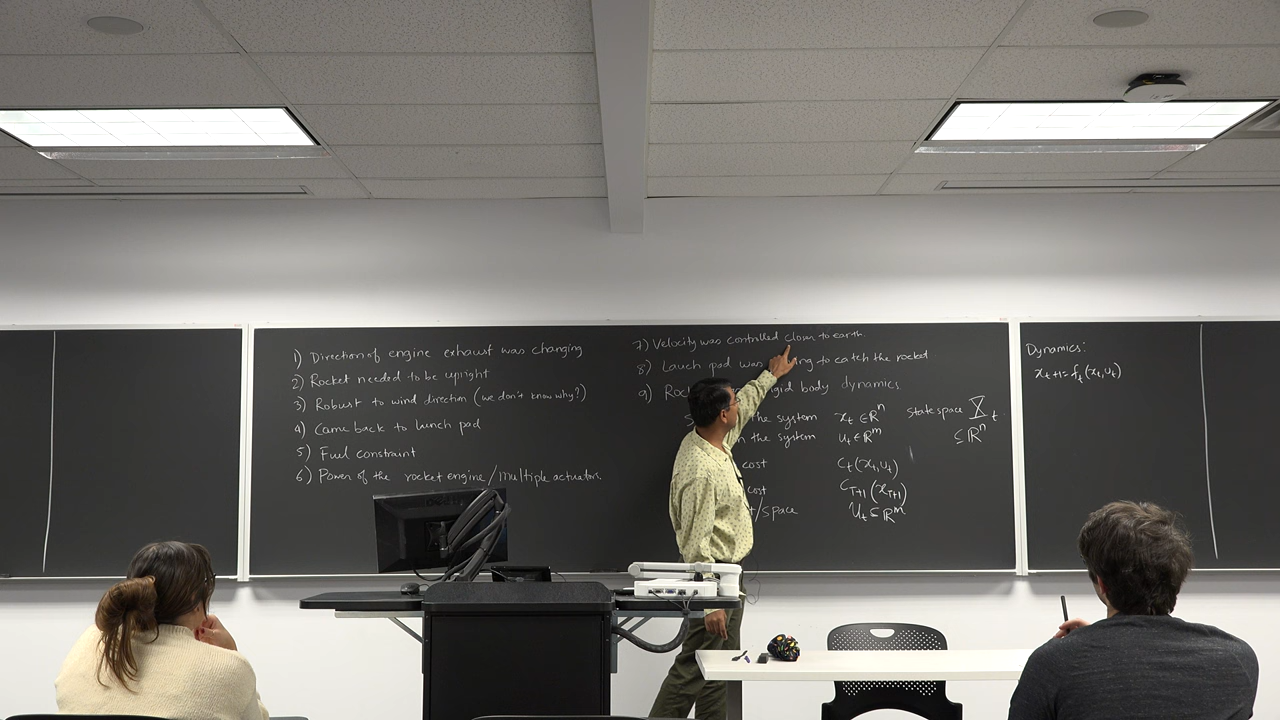 1) Direction of engine exhaust was changing
2) Rocket needed to be upright
3) Robust to wind direction (we don't know why?)
4) Came back to launch pad
5) Fuel constraint
6) Power of the rocket engine/multiple actuators.
7) Velocity was controlled closer to earth.
8) Lauch pad was to catch the rocket
9) body dynamics
the system x_t ∈ ℝ^n state space X_t
the system u_t ∈ ℝ^m ⊆ ℝ^n
cost C_t(x_t, u_t)
cost C_{T+1}(x_{T+1})
/space U_t ⊆ ℝ^m
Dynamics:
x_{t+1} = f_t(x_t, u_t)